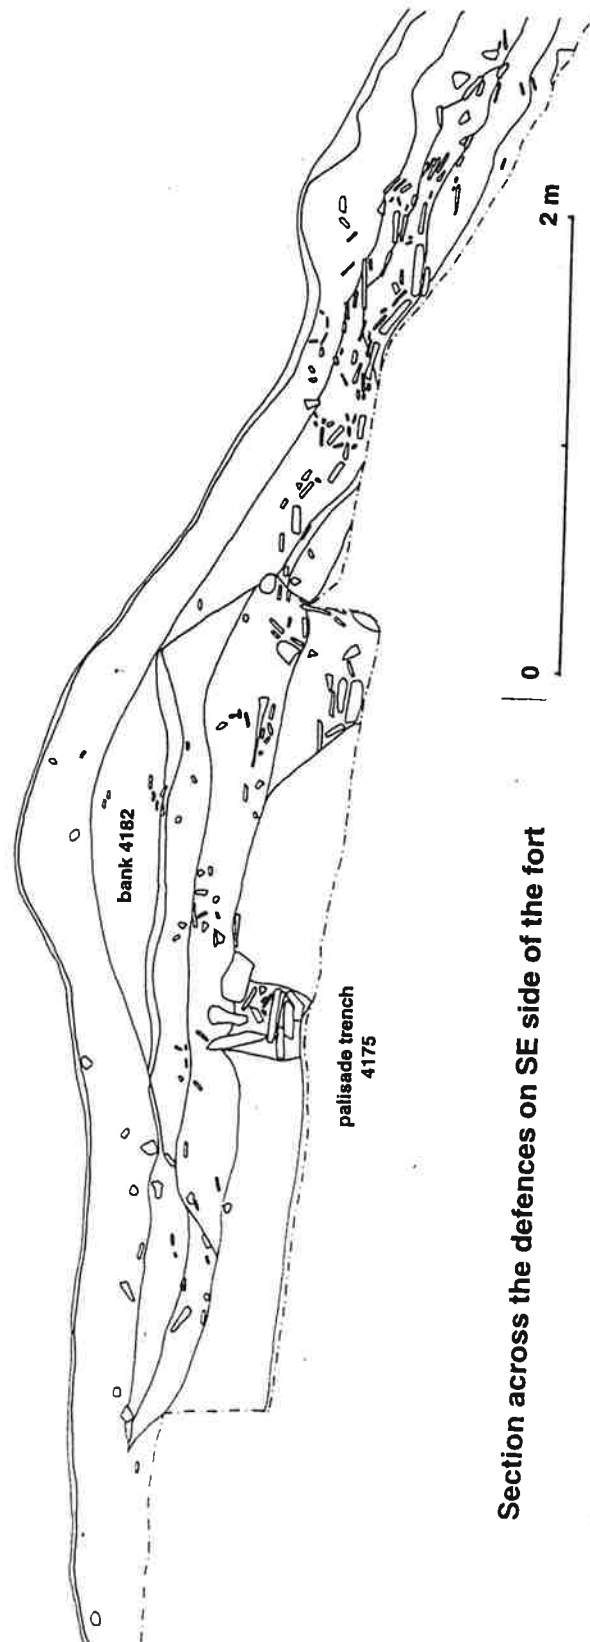 bank 4182
palisade trench
4175
0
2 m
Section across the defences on SE side of the fort